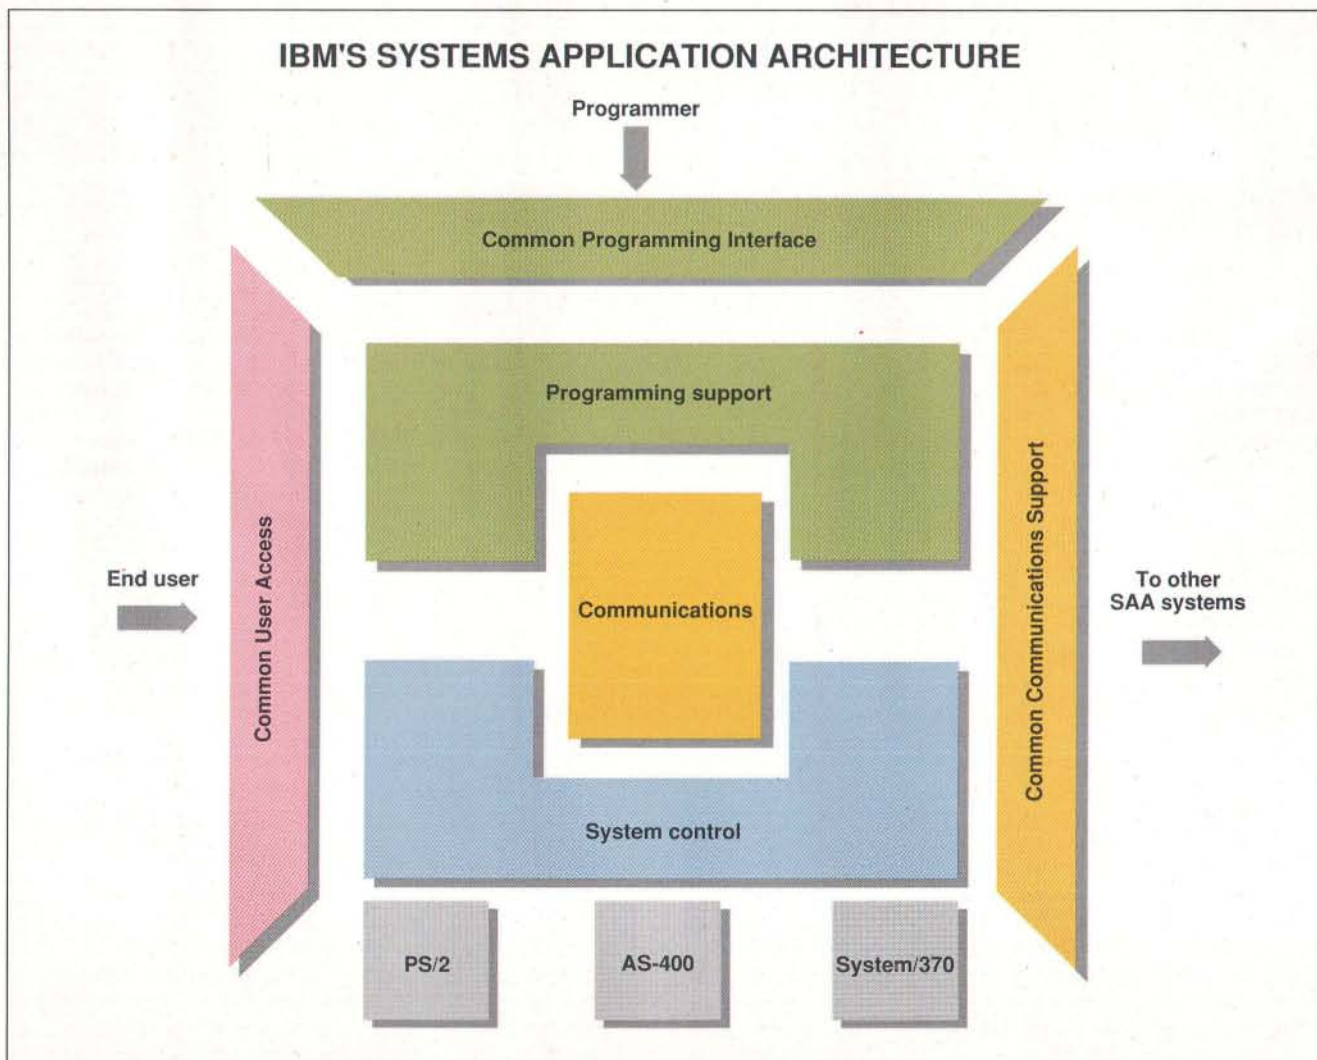 IBM'S SYSTEMS APPLICATION ARCHITECTURE
Programmer
Common Programming Interface
Programming support
End user
Common User Access
Communications
Common Communications Support
To other
SAA systems
System control
PS/2
AS-400
System/370